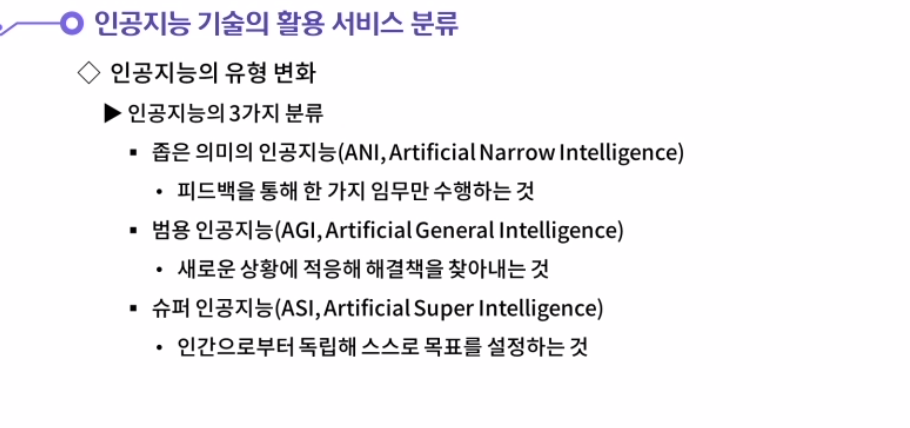 인공지능 기술의 활용 서비스 분류
◇ 인공지능의 유형 변화
▶ 인공지능의 3가지 분류
▪ 좁은 의미의 인공지능(ANI, Artificial Narrow Intelligence)
• 피드백을 통해 한 가지 임무만 수행하는 것
▪ 범용 인공지능(AGI, Artificial General Intelligence)
• 새로운 상황에 적응해 해결책을 찾아내는 것
▪ 슈퍼 인공지능(ASI, Artificial Super Intelligence)
• 인간으로부터 독립해 스스로 목표를 설정하는 것